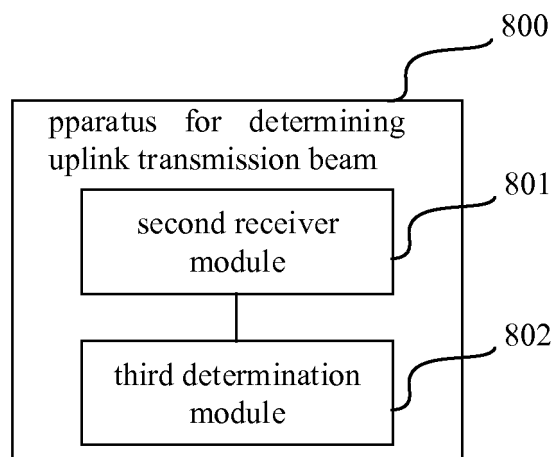 800
pparatus for determining
uplink transmission beam
801
second receiver
module
802
third determination
module